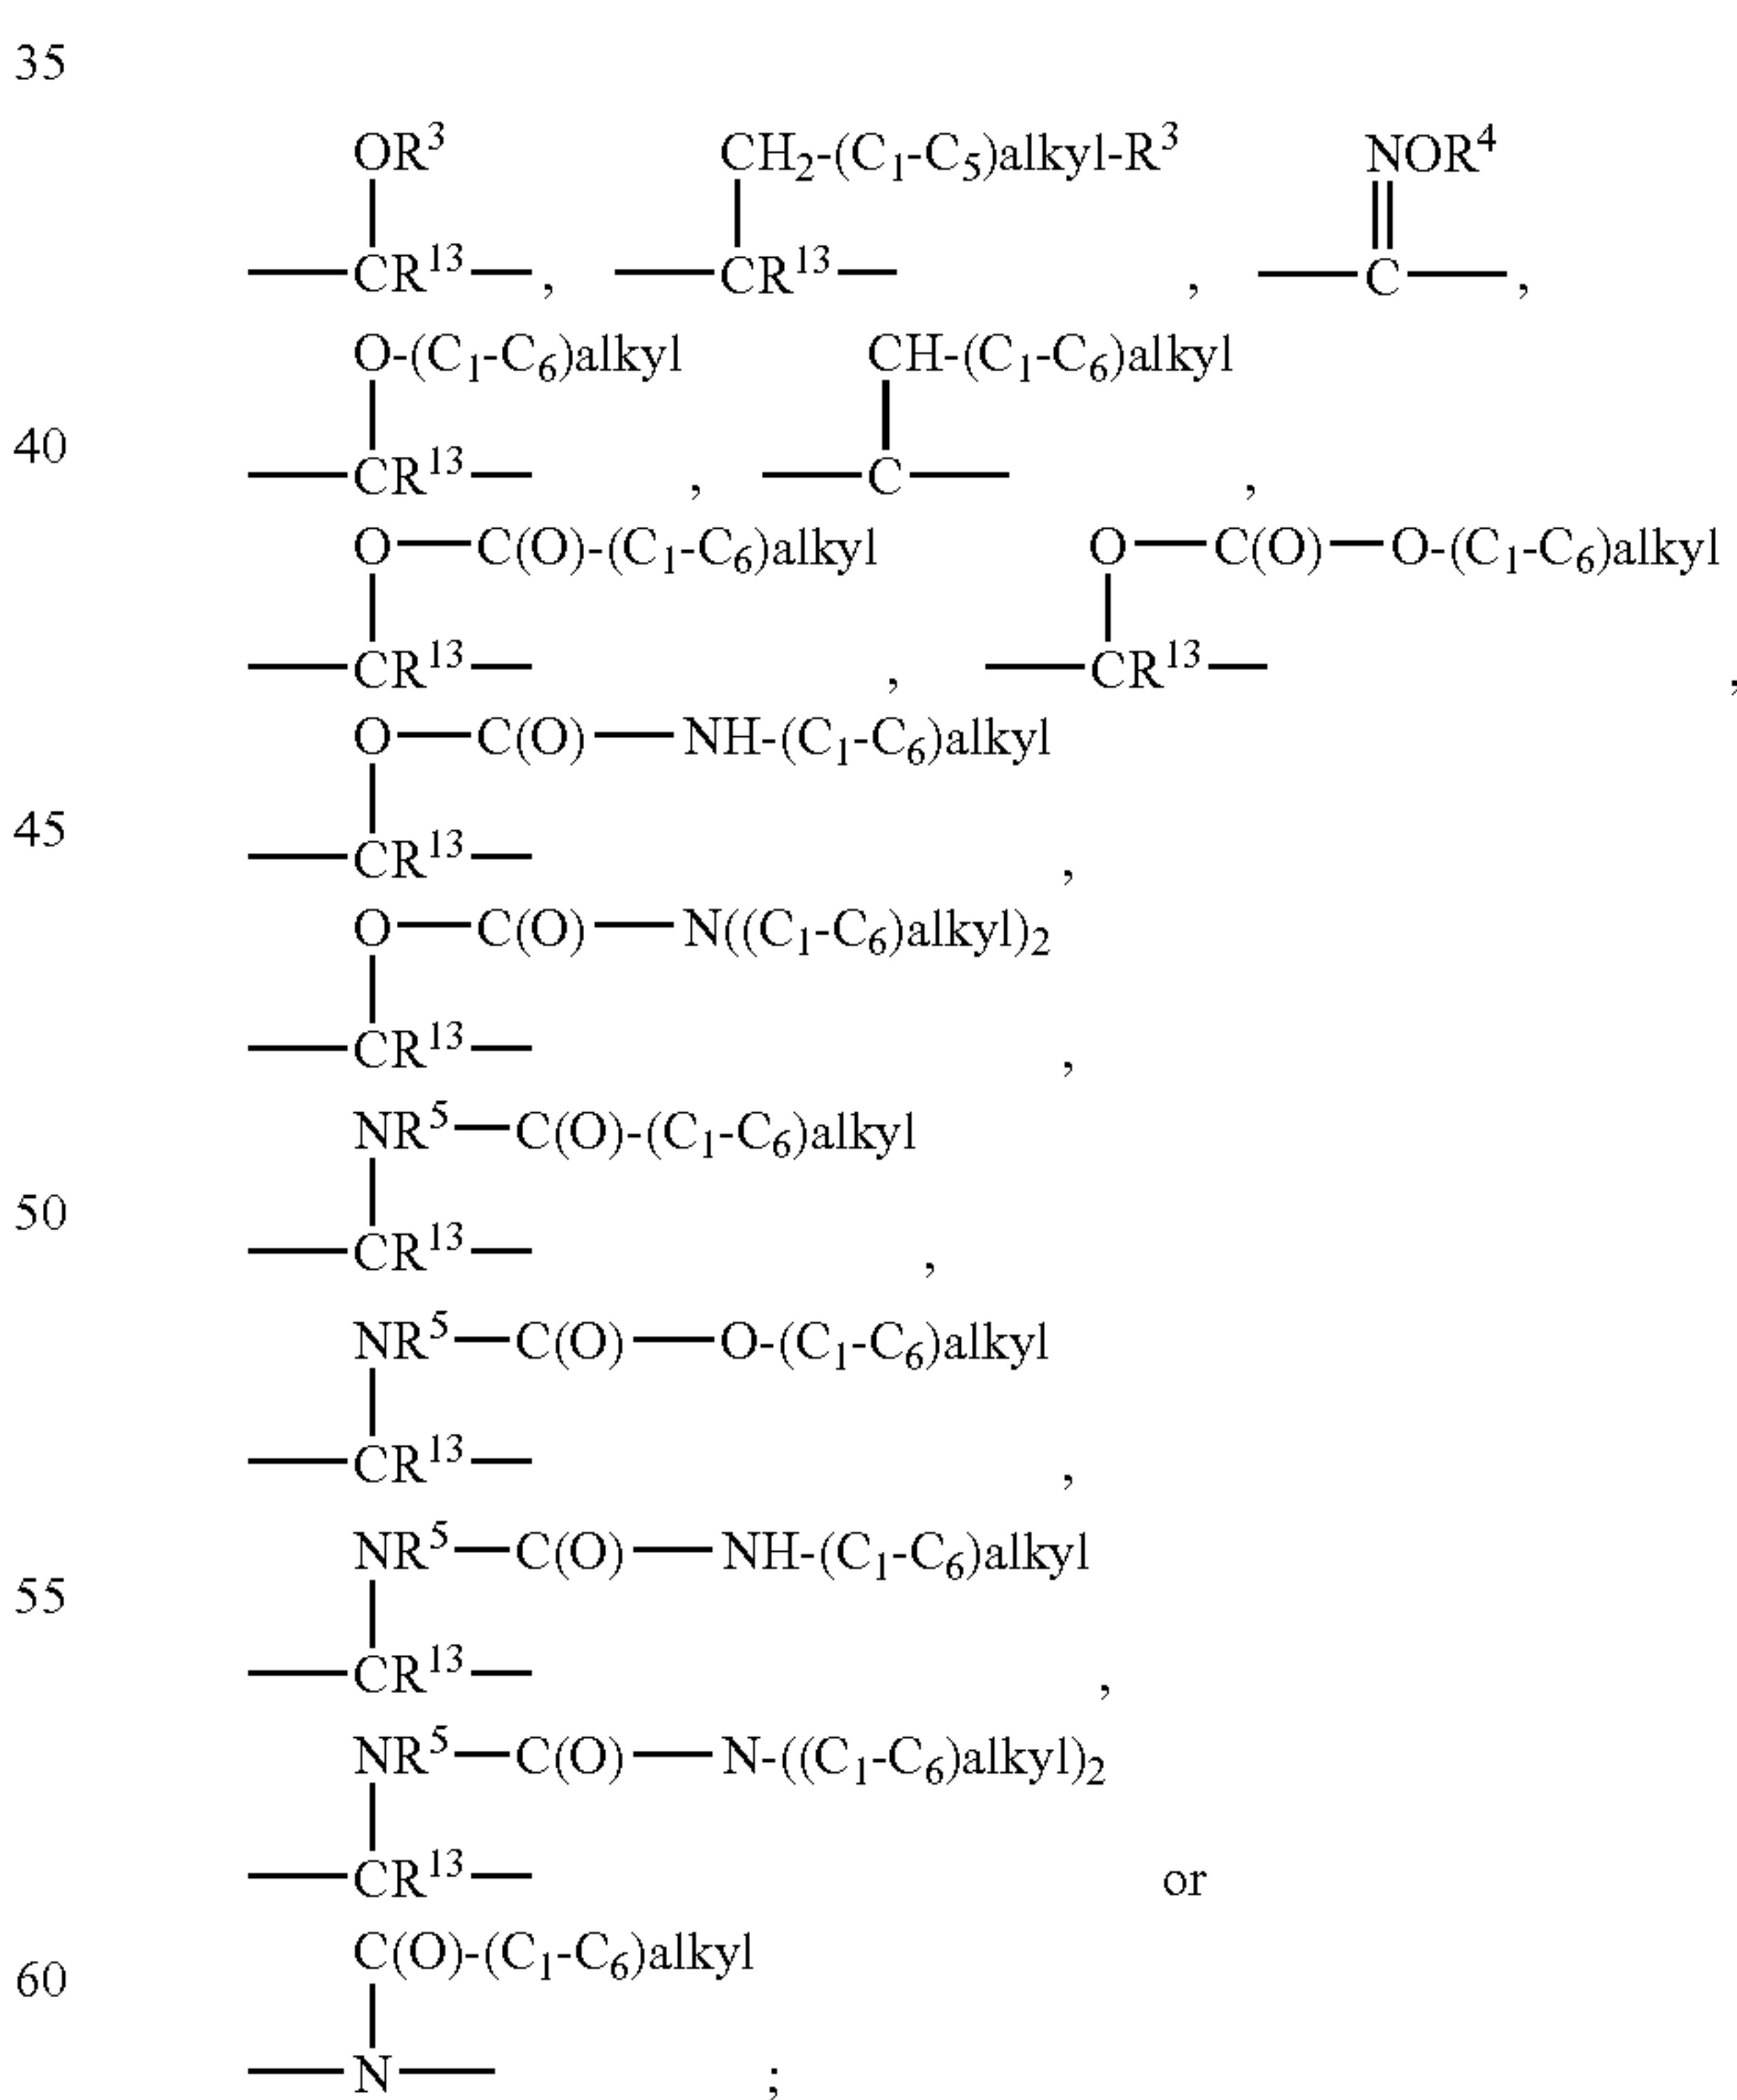 35
OR³ CH₂-(C₁-C₅)alkyl-R³ NOR⁴
CR¹³ , CR¹³ , C ,
O-(C₁-C₆)alkyl CH-(C₁-C₆)alkyl
40
CR¹³ , C ,
O—C(O)-(C₁-C₆)alkyl O—C(O)—O-(C₁-C₆)alkyl
CR¹³ , CR¹³ ,
O—C(O)—NH-(C₁-C₆)alkyl
45
CR¹³ ,
O—C(O)—N((C₁-C₆)alkyl)₂
CR¹³ ,
NR⁵—C(O)-(C₁-C₆)alkyl
50
CR¹³ ,
NR⁵—C(O)—O-(C₁-C₆)alkyl
CR¹³ ,
NR⁵—C(O)—NH-(C₁-C₆)alkyl
55
CR¹³ ,
NR⁵—C(O)—N-((C₁-C₆)alkyl)₂
CR¹³ or
C(O)-(C₁-C₆)alkyl
60
N ;